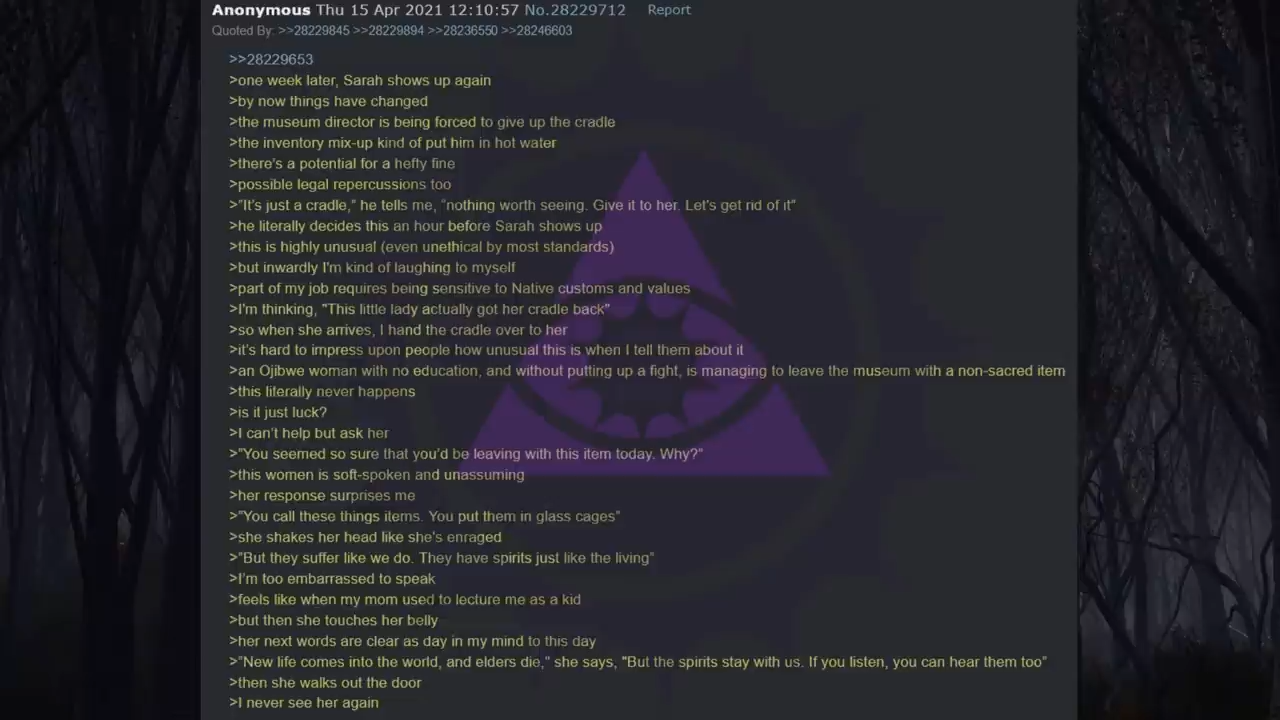 Anonymous Thu 15 Apr 2021 12:10:57 No.28229712 Report
Quoted By: >>28229845 >>28229894 >>28236550 >>28246603
>>28229653
>one week later, Sarah shows up again
>by now things have changed
>the museum director is being forced to give up the cradle
>the inventory mix-up kind of put him in hot water
>there's a potential for a hefty fine
>possible legal repercussions too
>"It's just a cradle," he tells me, "nothing worth seeing. Give it to her. Let's get rid of it"
>he literally decides this an hour before Sarah shows up
>this is highly unusual (even unethical by most standards)
>but inwardly I'm kind of laughing to myself
>part of my job requires being sensitive to Native customs and values
>I'm thinking, "This little lady actually got her cradle back"
>so when she arrives, I hand the cradle over to her
>it's hard to impress upon people how unusual this is when I tell them about it
>an Ojibwe woman with no education, and without putting up a fight, is managing to leave the museum with a non-sacred item
>this literally never happens
>is it just luck?
>I can't help but ask her
>"You seemed so sure that you'd be leaving with this item today. Why?"
>this women is soft-spoken and unassuming
>her response surprises me
>"You call these things items. You put them in glass cages"
>she shakes her head like she's enraged
>"But they suffer like we do. They have spirits just like the living"
>I'm too embarrassed to speak
>feels like when my mom used to lecture me as a kid
>but then she touches her belly
>her next words are clear as day in my mind to this day
>"New life comes into the world, and elders die," she says, "But the spirits stay with us. If you listen, you can hear them too"
>then she walks out the door
>I never see her again